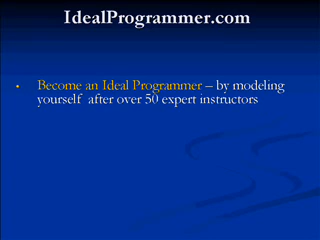 IdealProgrammer.com
• Become an Ideal Programmer – by modeling
yourself after over 50 expert instructors